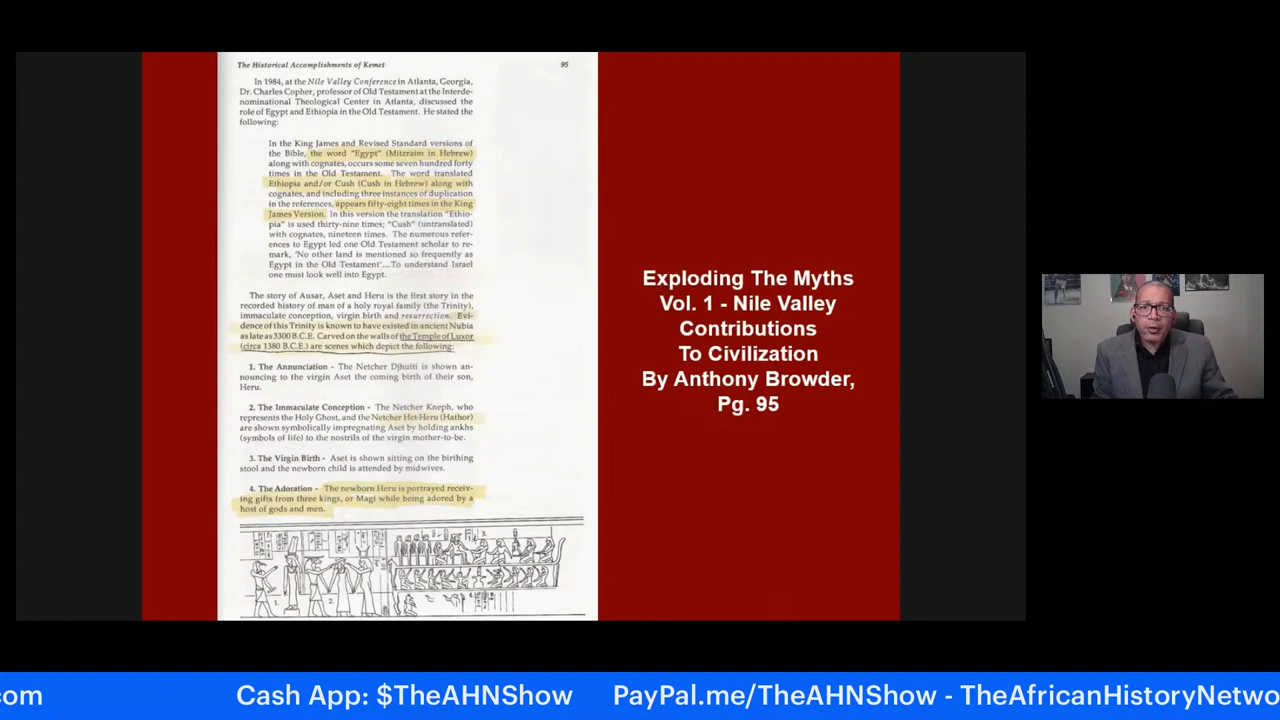 The Historical Accomplishments of Kemet 95
In 1984, at the Nile Valley Conference in Atlanta, Georgia,
Dr. Charles Copher, professor of Old Testament at the Interde-
nominational Theological Center in Atlanta, discussed the
role of Egypt and Ethiopia in the Old Testament. He stated the
following:
In the King James and Revised Standard versions of
the Bible, the word "Egypt" (Mitzraim in Hebrew)
along with cognates, occurs some seven hundred forty
times in the Old Testament. The word translated
Ethiopia and/or Cush (Cush in Hebrew) along with
cognates, and including three instances of duplication
in the references, appears fifty-eight times in the King
James Version. In this version the translation "Ethio-
pia" is used thirty-nine times; "Cush" (untranslated)
with cognates, nineteen times. The numerous refer-
ences to Egypt led one Old Testament scholar to re-
mark, 'No other land is mentioned so frequently as
Egypt in the Old Testament'....To understand Israel
one must look well into Egypt.
The story of Ausar, Aset and Heru is the first story in the
recorded history of man of a holy royal family (the Trinity),
immaculate conception, virgin birth and resurrection. Evi-
dence of this Trinity is known to have existed in ancient Nubia
as late as 3300 B.C.E. Carved on the walls of the Temple of Luxor
(circa 1380 B.C.E.) are scenes which depict the following:
1. The Annunciation - The Netcher Djhuiti is shown an-
nouncing to the virgin Aset the coming birth of their son,
Heru.
2. The Immaculate Conception - The Netcher Kneph, who
represents the Holy Ghost, and the Netcher Het-Heru (Hathor)
are shown symbolically impregnating Aset by holding ankhs
(symbols of life) to the nostrils of the virgin mother-to-be.
3. The Virgin Birth - Aset is shown sitting on the birthing
stool and the newborn child is attended by midwives.
4. The Adoration - The newborn Heru is portrayed receiv-
ing gifts from three kings, or Magi while being adored by a
host of gods and men.
1.
2.
3.
Exploding The Myths
Vol. 1 - Nile Valley
Contributions
To Civilization
By Anthony Browder,
Pg. 95
com Cash App: $TheAHNShow PayPal.me/TheAHNShow - TheAfricanHistoryNetwo